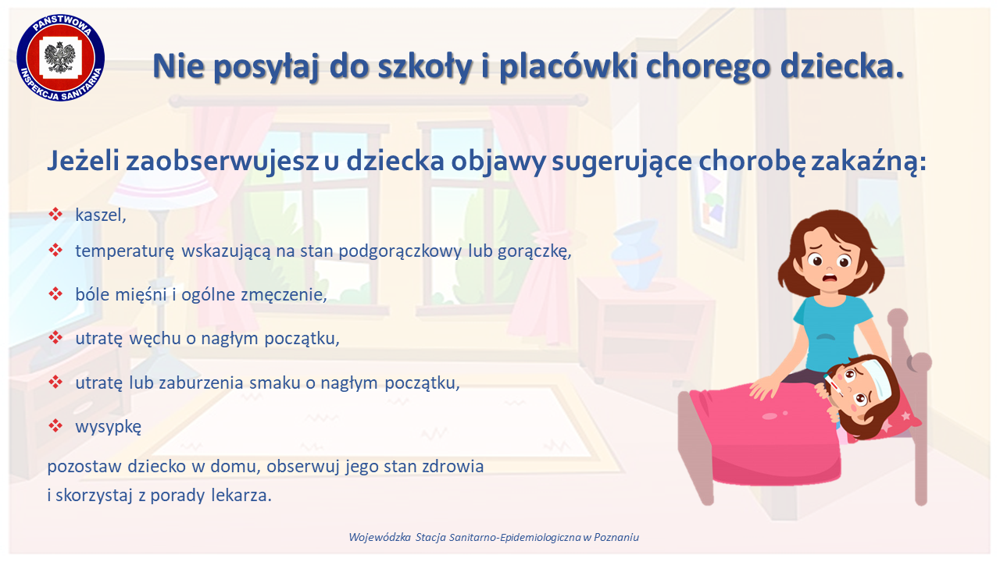 PAŃSTWOWA
INSPEKCJA SANITARNA
Nie posyłaj do szkoły i placówki chorego dziecka.
Jeżeli zaobserwujesz u dziecka objawy sugerujące chorobę zakaźną:
❖ kaszel,
❖ temperaturę wskazującą na stan podgorączkowy lub gorączkę,
❖ bóle mięśni i ogólne zmęczenie,
❖ utratę węchu o nagłym początku,
❖ utratę lub zaburzenia smaku o nagłym początku,
❖ wysypkę
pozostaw dziecko w domu, obserwuj jego stan zdrowia
i skorzystaj z porady lekarza.
Wojewódzka Stacja Sanitarno-Epidemiologiczna w Poznaniu